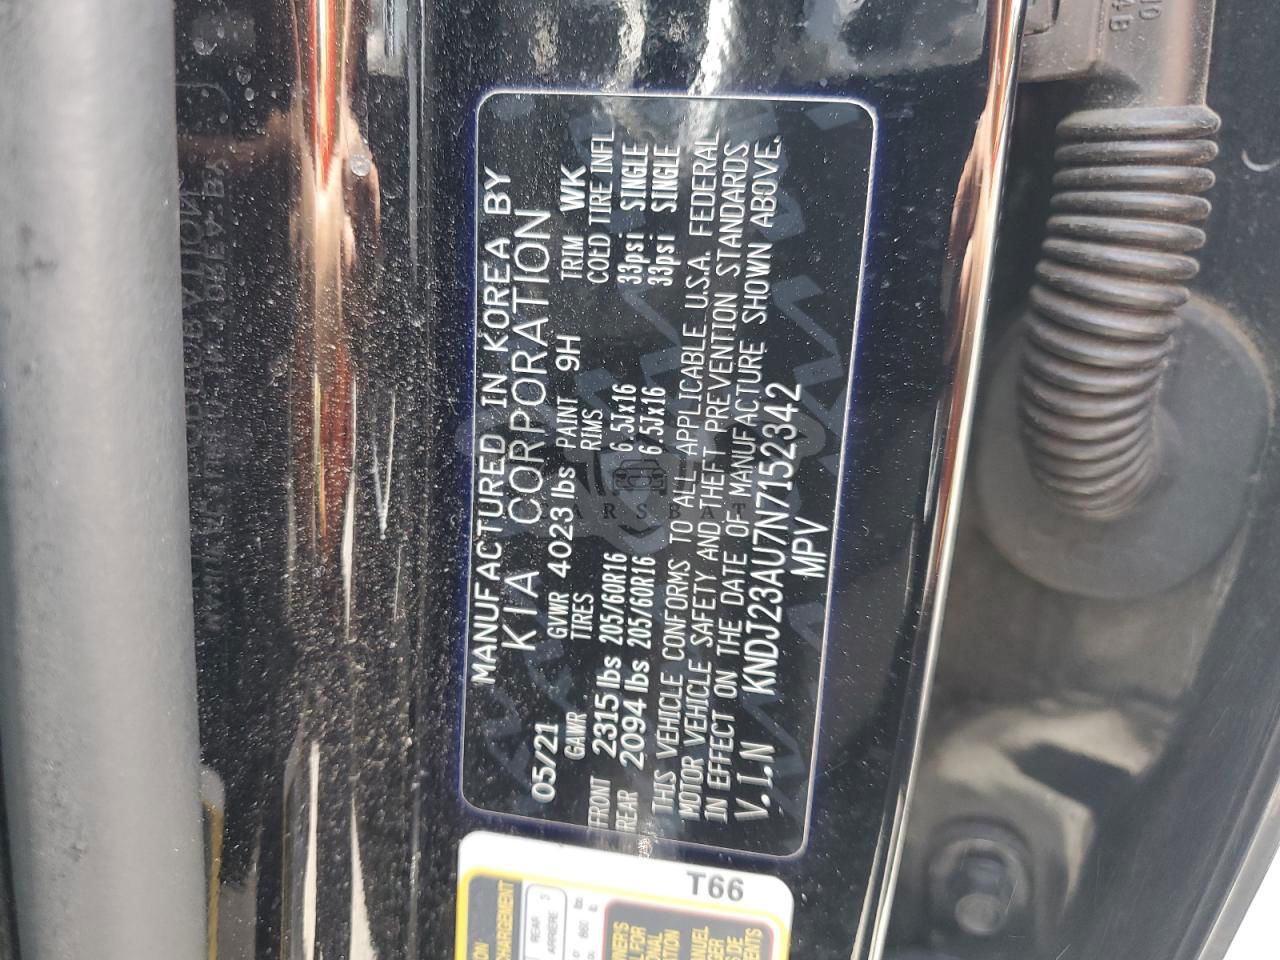 MANUFACTURED IN KOREA BY
KIA CORPORATION
05/21 GVWR 4023 lbs PAINT 9H TRIM WK
GAWR TIRES RIMS COLD TIRE INFL
FRONT 2315 lbs 205/60R16 6.5Jx16 33psi SINGLE
REAR 2094 lbs 205/60R16 6.5Jx16 33psi SINGLE
THIS VEHICLE CONFORMS TO ALL APPLICABLE U.S.A. FEDERAL
MOTOR VEHICLE SAFETY AND THEFT PREVENTION STANDARDS
IN EFFECT ON THE DATE OF MANUFACTURE SHOWN ABOVE.
V.I.N KNDJ23AU7N7152342
MPV
T66
REAR
ARRIERE 3